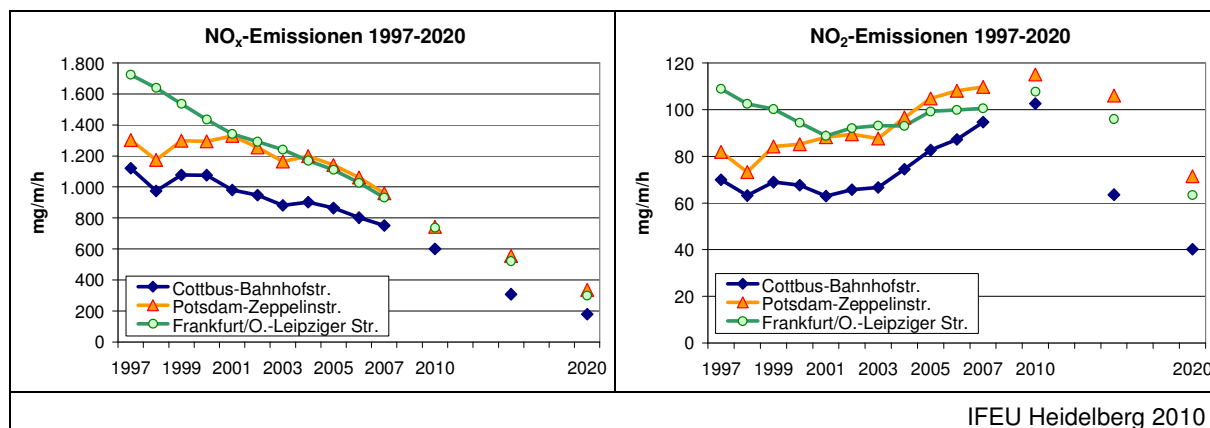 NOx-Emissionen 1997-2020
1.800
1.600
1.400
1.200
1.000
800
600
400
200
0
mg/m/h
Cottbus-Bahnhofstr.
Potsdam-Zeppelinstr.
Frankfurt/O.-Leipziger Str.
1997 1999 2001 2003 2005 2007 2010 2020
NO2-Emissionen 1997-2020
120
100
80
60
40
20
0
mg/m/h
Cottbus-Bahnhofstr.
Potsdam-Zeppelinstr.
Frankfurt/O.-Leipziger Str.
1997 1999 2001 2003 2005 2007 2010 2020
IFEU Heidelberg 2010